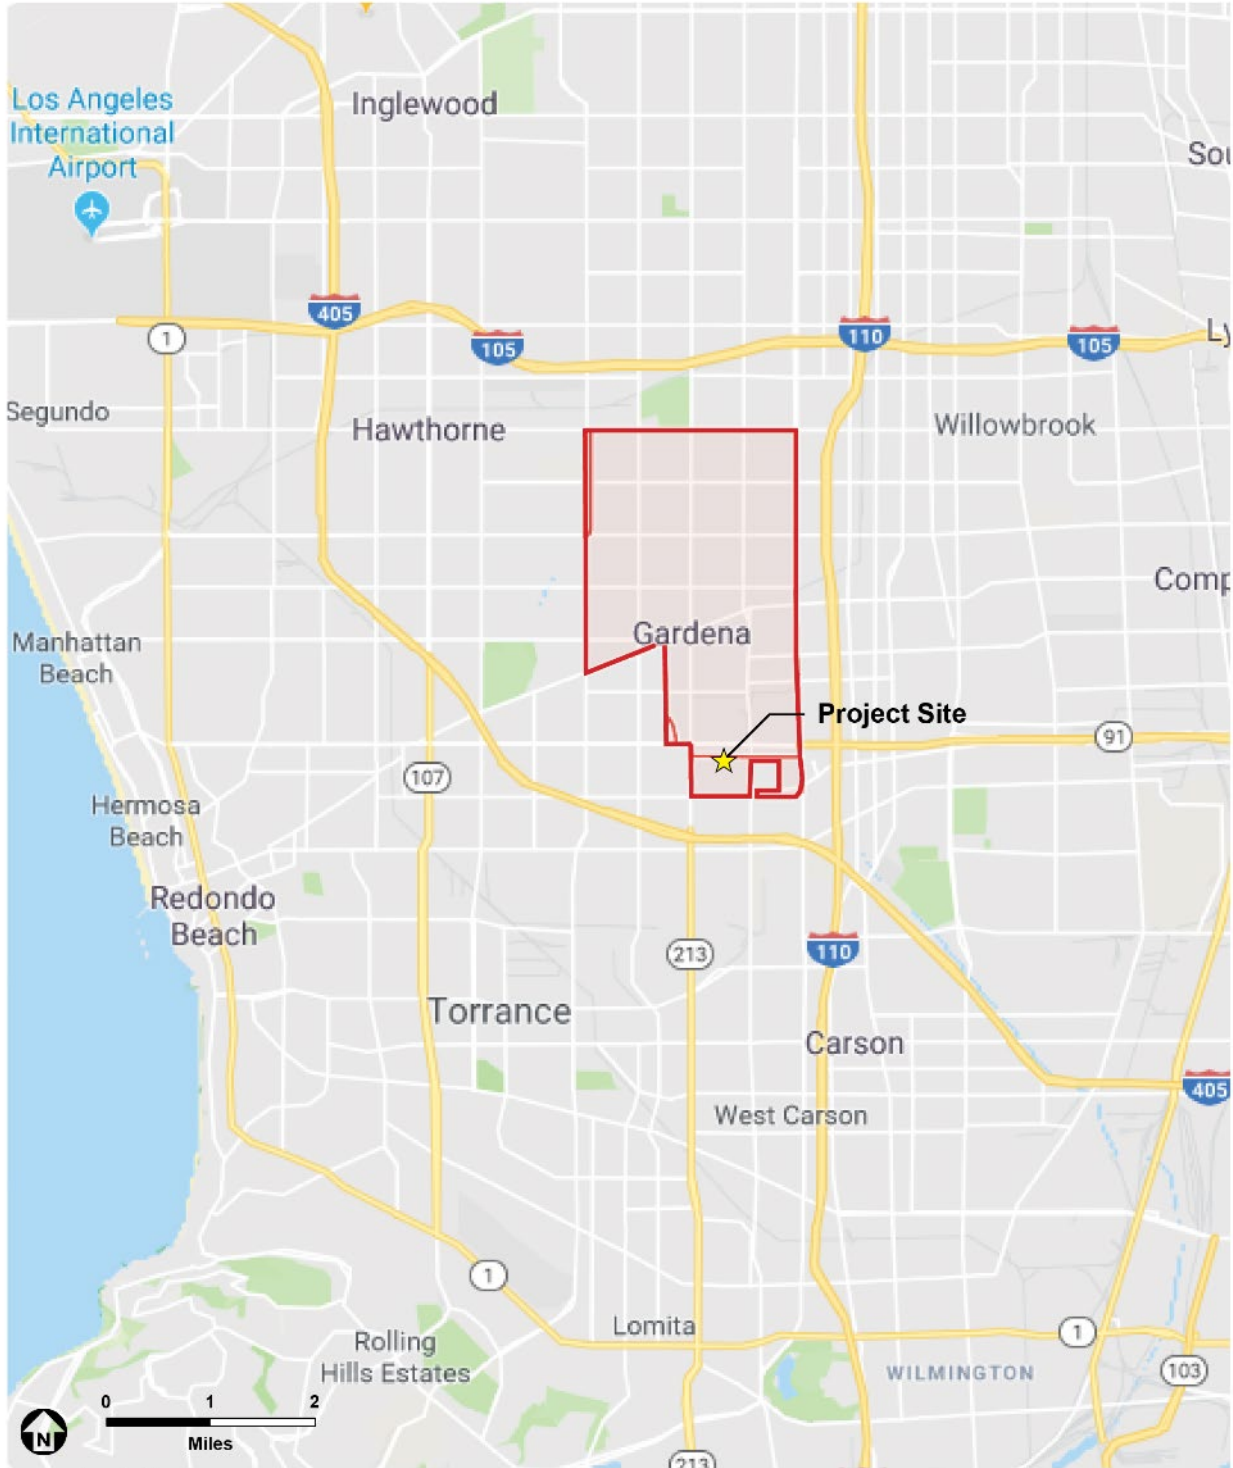 Los Angeles
International
Airport
Inglewood
Sou
405
1
105
110
105
Ly
Segundo
Hawthorne
Willowbrook
Comp
Gardena
Manhattan
Beach
Project Site
91
107
Hermosa
Beach
Redondo
Beach
213
110
Torrance
Carson
405
West Carson
1
Lomita
1
Rolling
Hills Estates
WILMINGTON
103
0 1 2
Miles
N
213